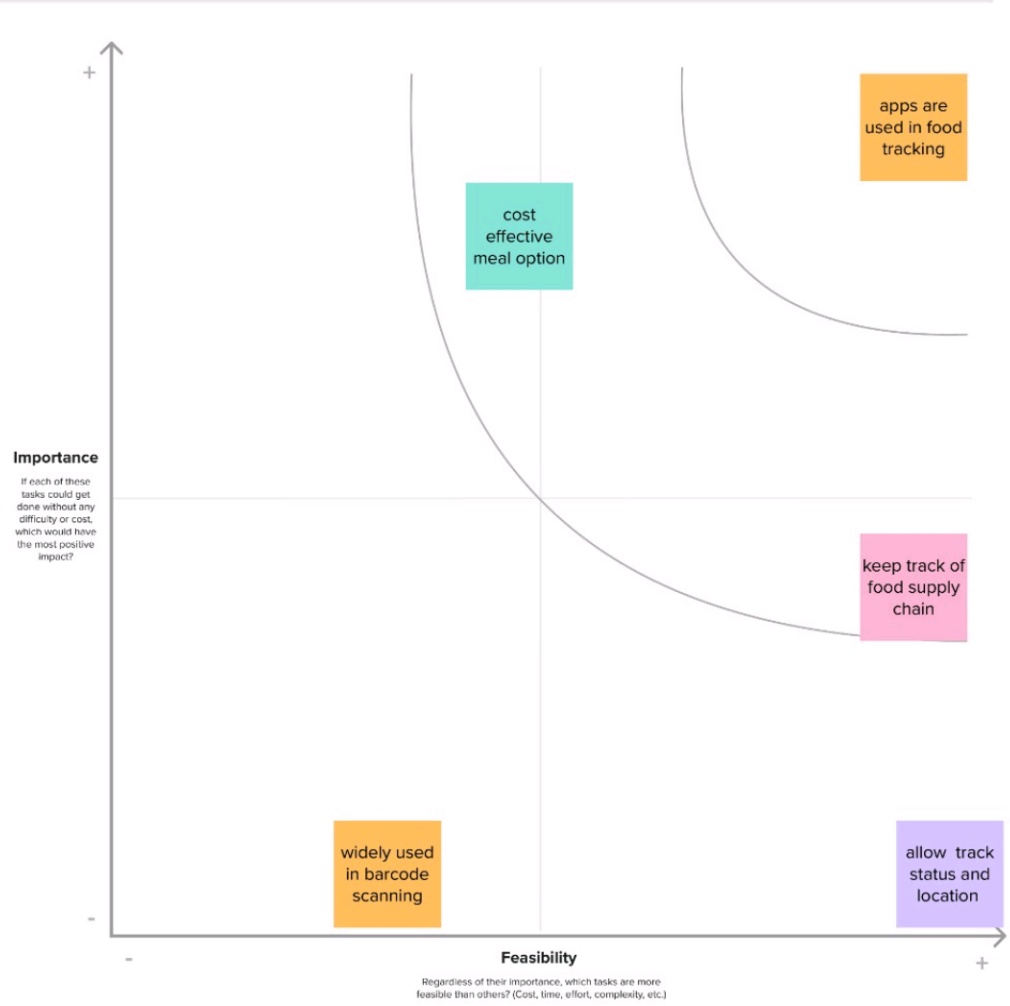 +
apps are
used in food
tracking
cost
effective
meal option
Importance
If each of these
tasks could get
done without any
difficulty or cost,
which would have
the most positive
impact?
keep track of
food supply
chain
widely used
in barcode
scanning
allow track
status and
location
-
-
Feasibility
+
Regardless of their importance, which tasks are more
feasible than others? (Cost, time, effort, complexity, etc.)